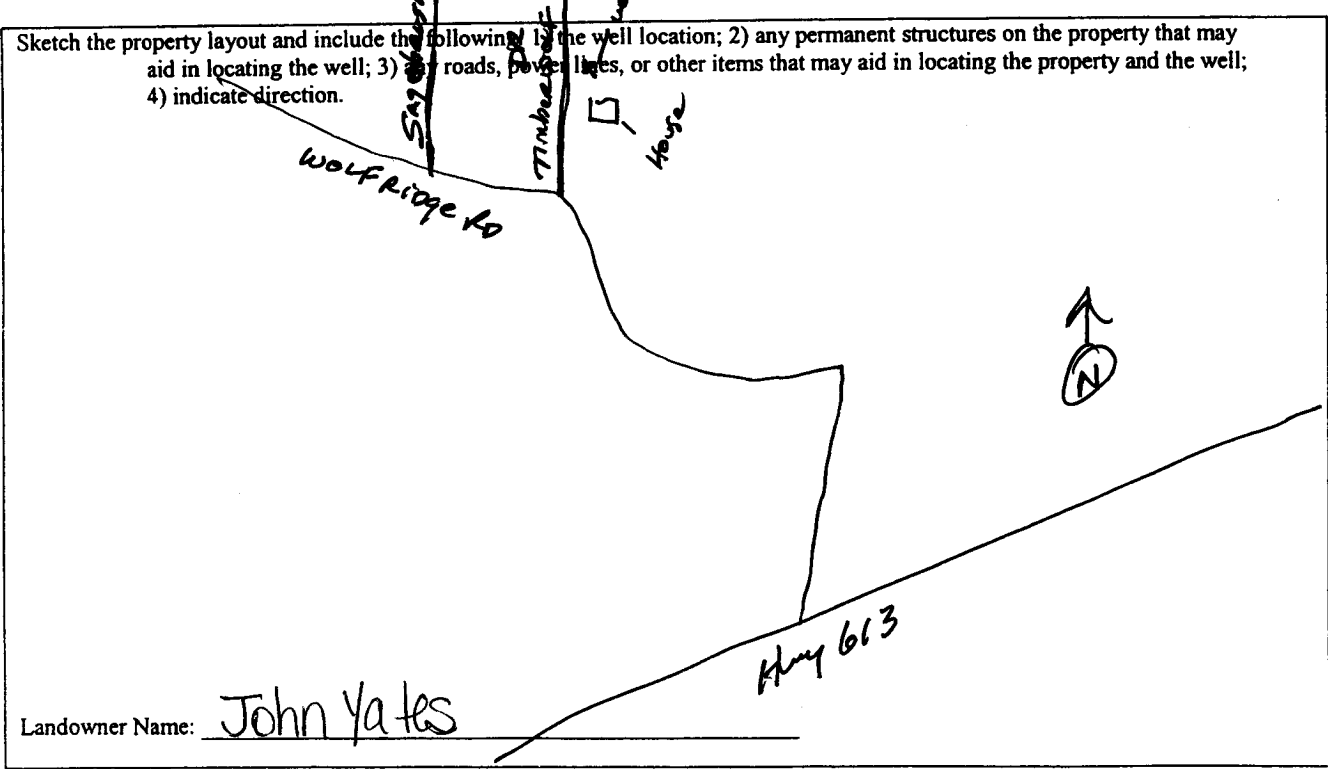 Sketch the property layout and include the following: 1) the well location; 2) any permanent structures on the property that may
aid in locating the well; 3) any roads, power lines, or other items that may aid in locating the property and the well;
4) indicate direction.
Timber
DR
House
WOLF RIDge RD
N
Hwy 613
Landowner Name: John Yates